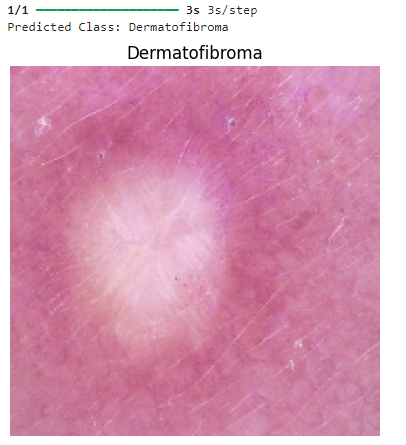 1/1 ━━━━━━━━━━━━━━━━━━━━ 3s 3s/step
Predicted Class: Dermatofibroma
Dermatofibroma